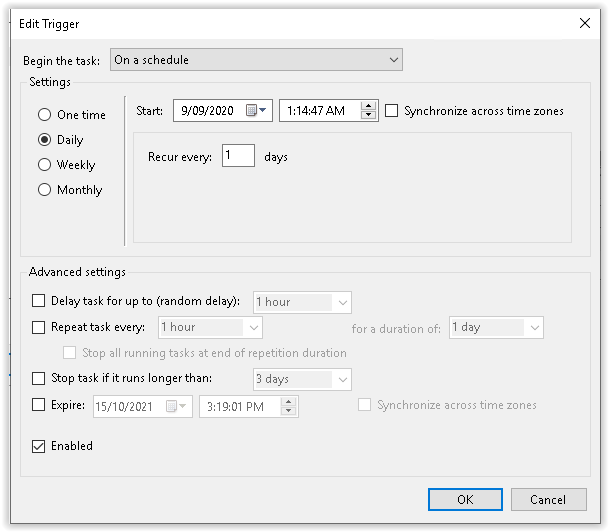 Edit Trigger
Begin the task: On a schedule
Settings
One time
Daily
Weekly
Monthly
Start: 9/09/2020 1:14:47 AM Synchronize across time zones
Recur every: 1 days
Advanced settings
Delay task for up to (random delay): 1 hour
Repeat task every: 1 hour for a duration of: 1 day
Stop all running tasks at end of repetition duration
Stop task if it runs longer than: 3 days
Expire: 15/10/2021 3:19:01 PM Synchronize across time zones
Enabled
OK Cancel